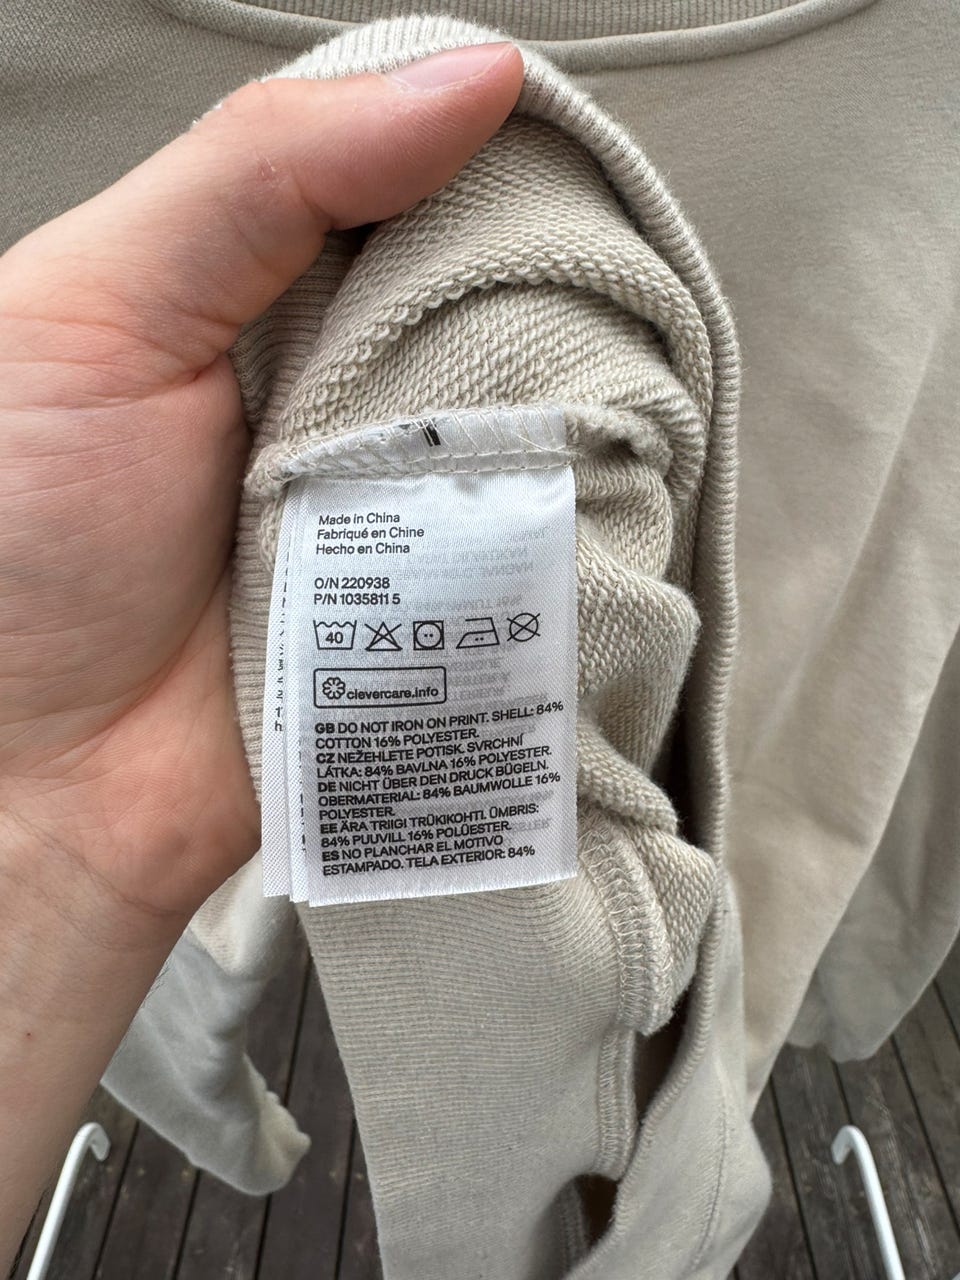 Made in China
Fabriqué en Chine
Hecho en China
O/N 220938
P/N 1035811 5
40
clevercare.info
GB DO NOT IRON ON PRINT. SHELL: 84%
COTTON 16% POLYESTER.
CZ NEŽEHLETE POTISK. SVRCHNÍ
LÁTKA: 84% BAVLNA 16% POLYESTER.
DE NICHT ÜBER DEN DRUCK BÜGELN.
OBERMATERIAL: 84% BAUMWOLLE 16%
POLYESTER.
EE ÄRA TRIIGI TRÜKIKOHTI. ÜMBRIS:
84% PUUVILL 16% POLÜESTER.
ES NO PLANCHAR EL MOTIVO
ESTAMPADO. TELA EXTERIOR: 84%